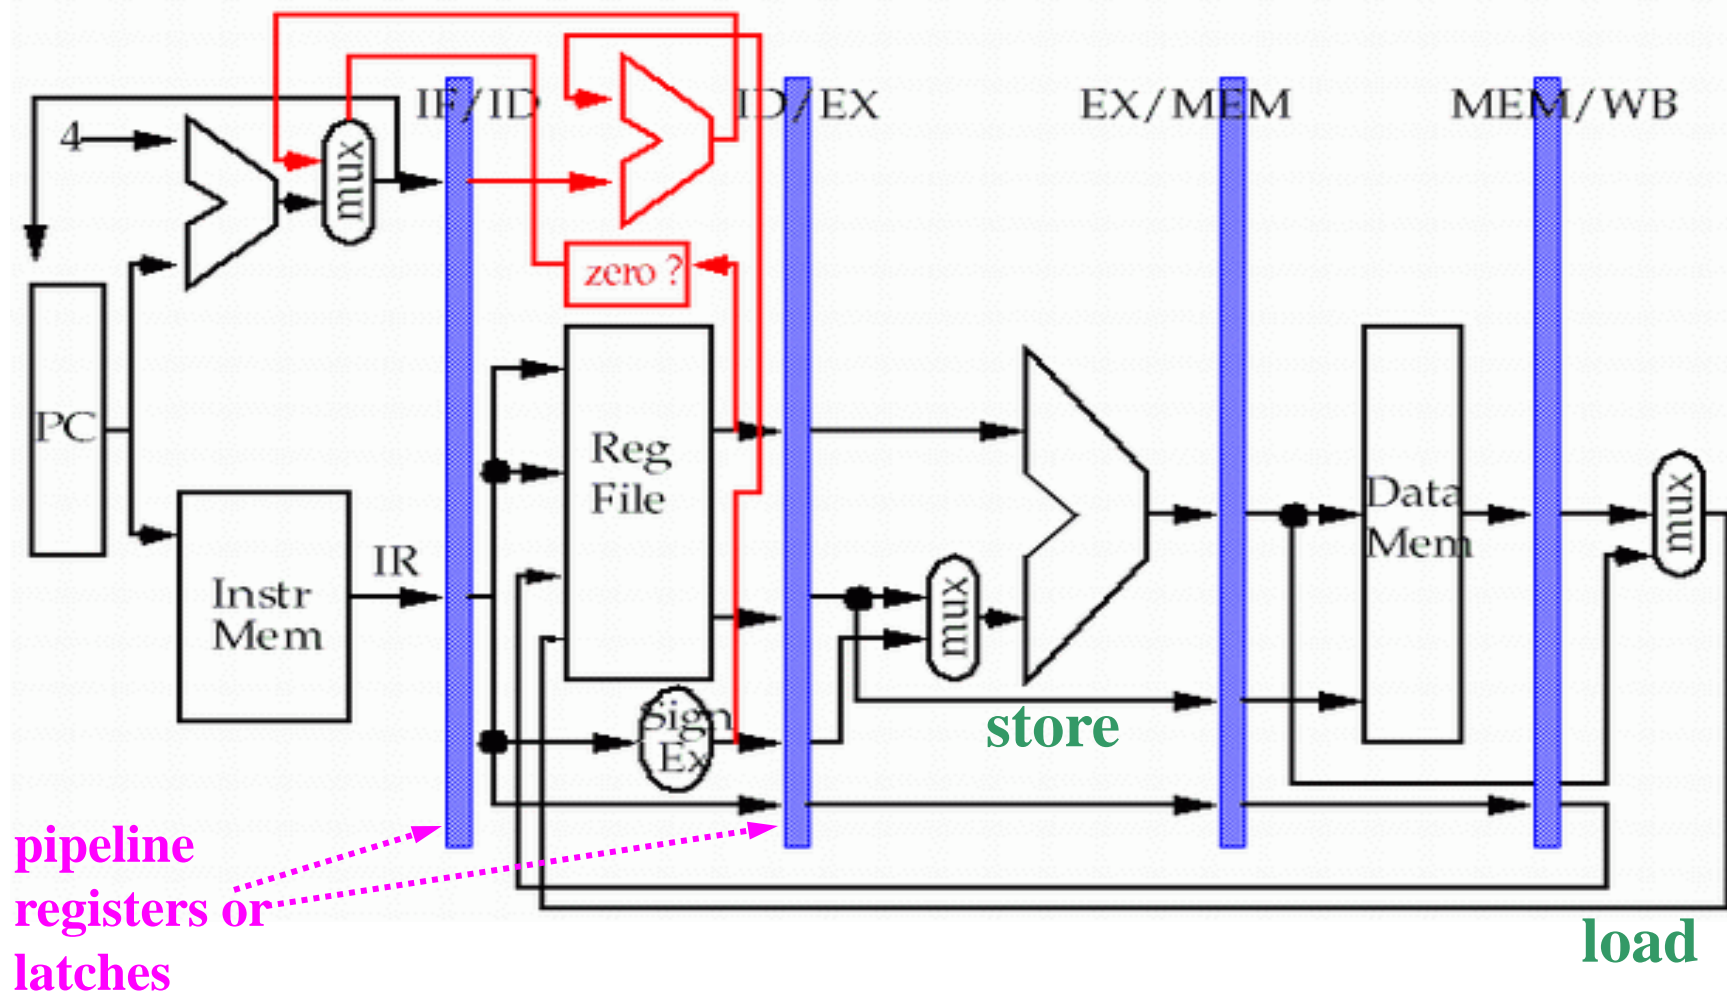 IF/ID
ID/EX
EX/MEM
MEM/WB
4
mux
zero ?
PC
Reg
File
Data
Mem
mux
IR
Instr
Mem
mux
Sign
Ex
store
pipeline
registers or
latches
load